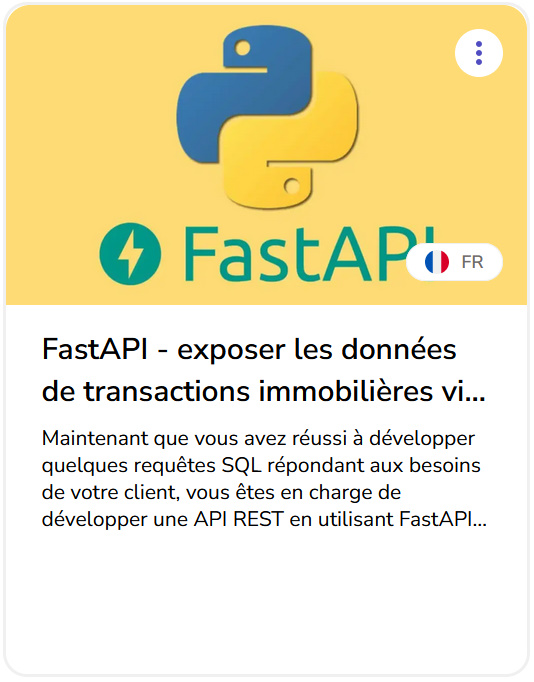 FastAPI
FR
FastAPI - exposer les données
de transactions immobilières vi...
Maintenant que vous avez réussi à développer
quelques requêtes SQL répondant aux besoins
de votre client, vous êtes en charge de
développer une API REST en utilisant FastAPI...